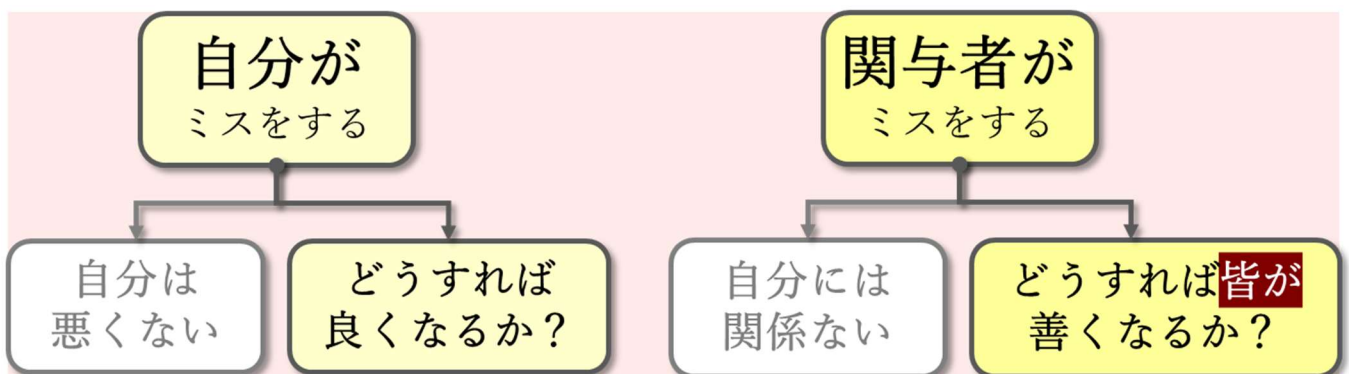 自分が
ミスをする
関与者が
ミスをする
自分は
悪くない
どうすれば
良くなるか？
自分には
関係ない
どうすれば皆が
善くなるか？